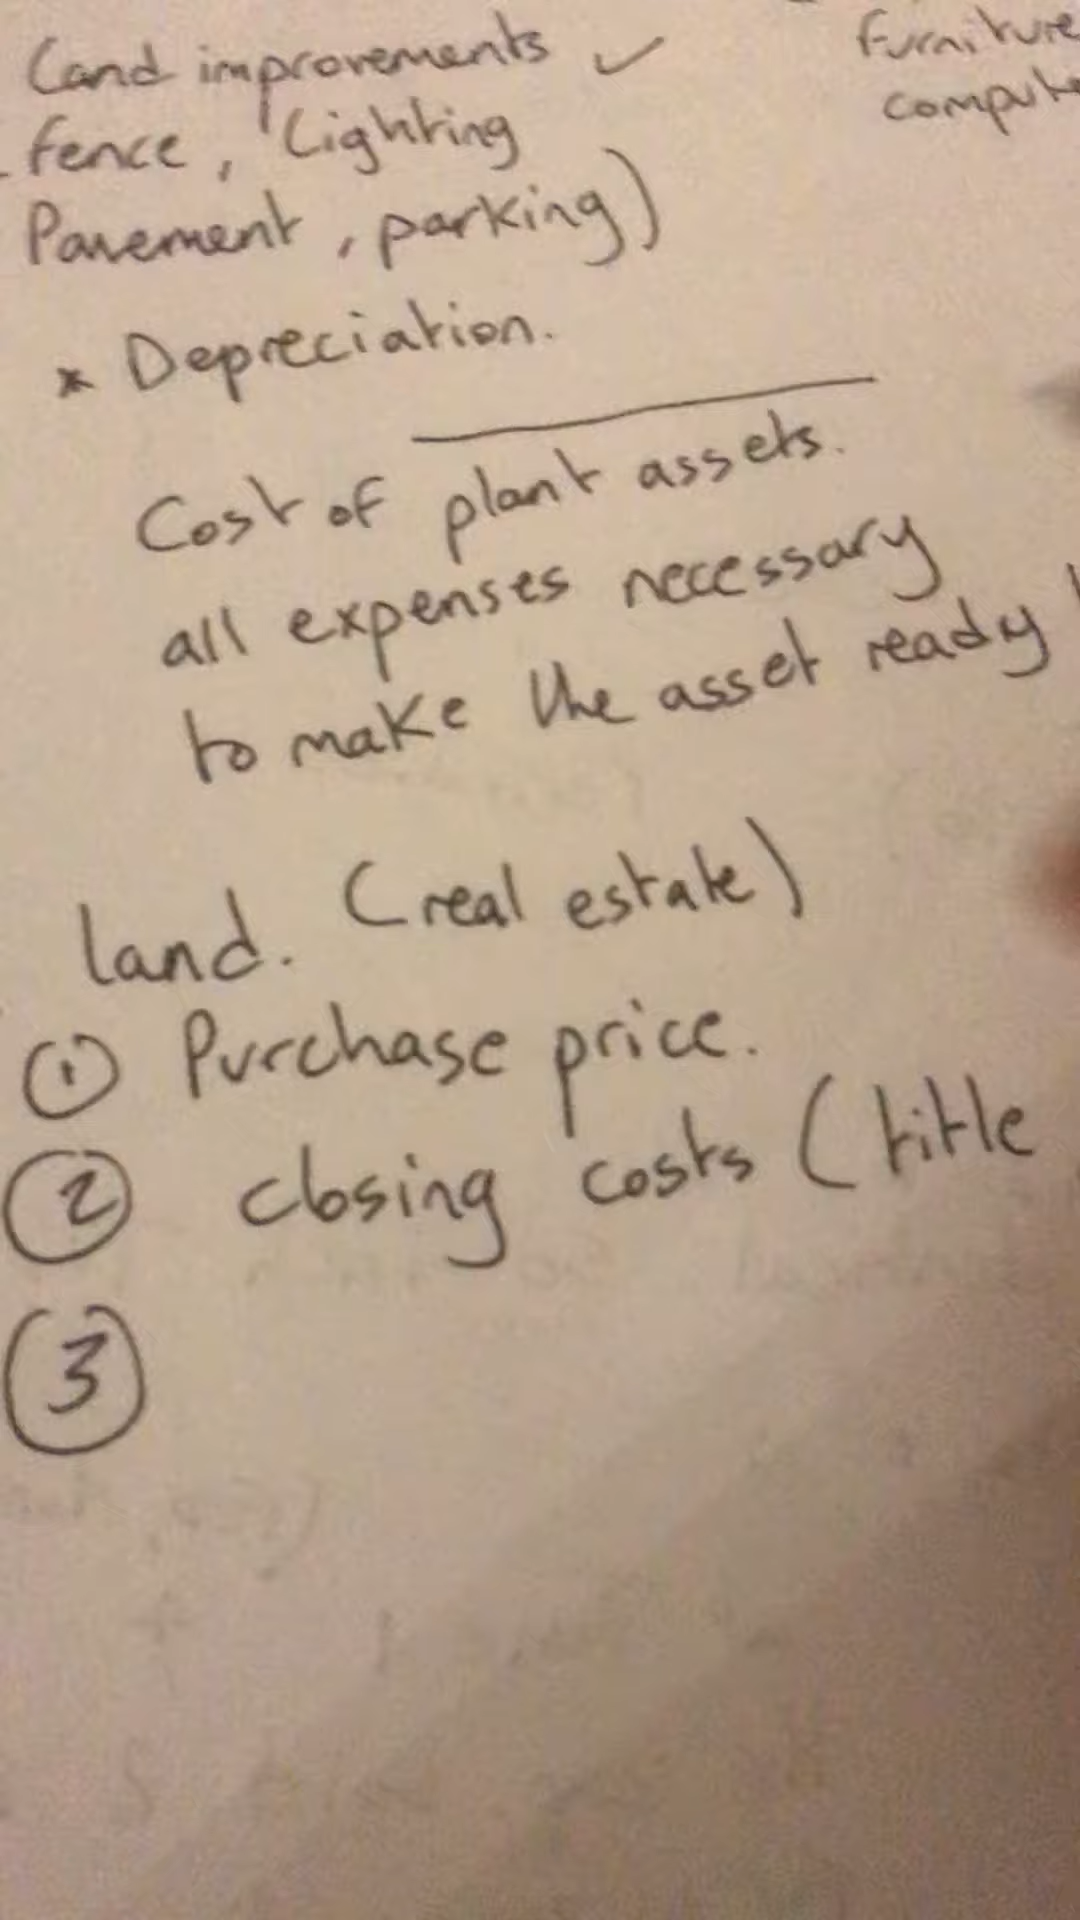 Land improvements ✓
fence, Lighting
Pavement, parking)
* Depreciation.
furniture
compute
Cost of plant assets.
all expenses necessary
to make the asset ready
land. (real estate)
① Purchase price.
② closing costs (title
③